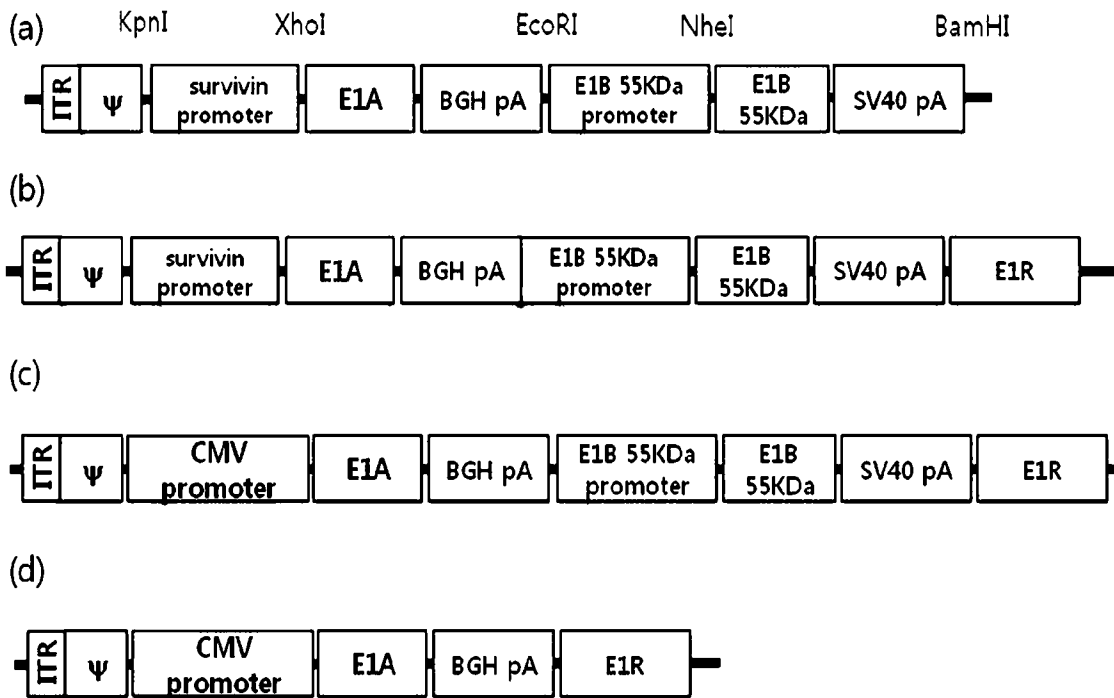 (a) KpnI XhoI EcoRI NheI BamHI
ITR Ψ survivin promoter E1A BGH pA E1B 55KDa promoter E1B 55KDa SV40 pA
(b)
ITR Ψ survivin promoter E1A BGH pA E1B 55KDa promoter E1B 55KDa SV40 pA E1R
(c)
ITR Ψ CMV promoter E1A BGH pA E1B 55KDa promoter E1B 55KDa SV40 pA E1R
(d)
ITR Ψ CMV promoter E1A BGH pA E1R